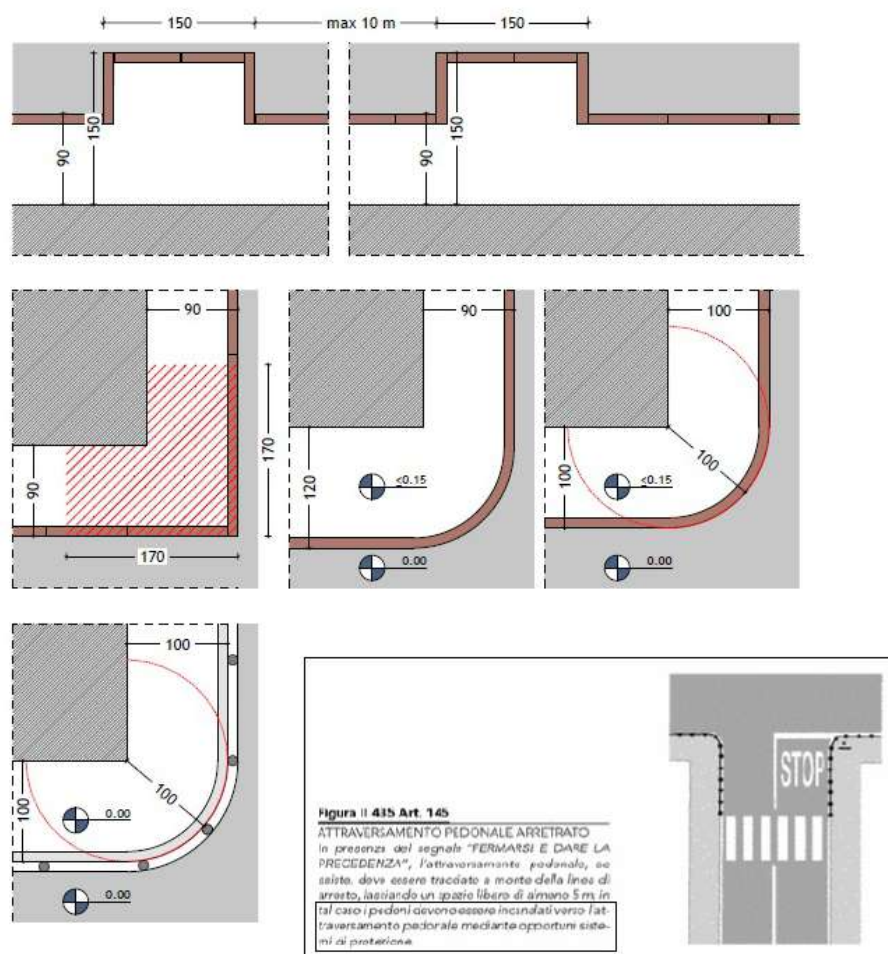 150
max 10 m
150
90
150
90
150
90
90
100
170
90
120
≤0.15
100
100
≤0.15
170
0.00
0.00
100
100
100
0.00
0.00
Figura II 435 Art. 145
ATTRAVERSAMENTO PEDONALE ARRETRATO
In presenza del segnale "FERMARSI E DARE LA
PRECEDENZA", l'attraversamento pedonale, se
esiste, deve essere tracciato a monte della linea di
arresto, lasciando un spazio libero di almeno 5 m; in
tal caso i pedoni devono essere incanalati verso l'at-
traversamento pedonale mediante opportuni siste-
mi di protezione
STOP